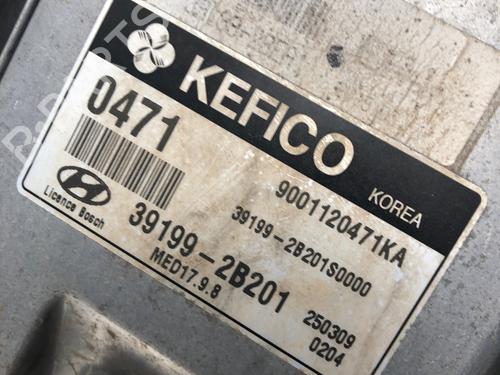 KEFICO
KOREA
0471
9001120471KA
39199-2B201S0000
Licence Bosch
39199-2B201
MED17.9.8
250309
0204